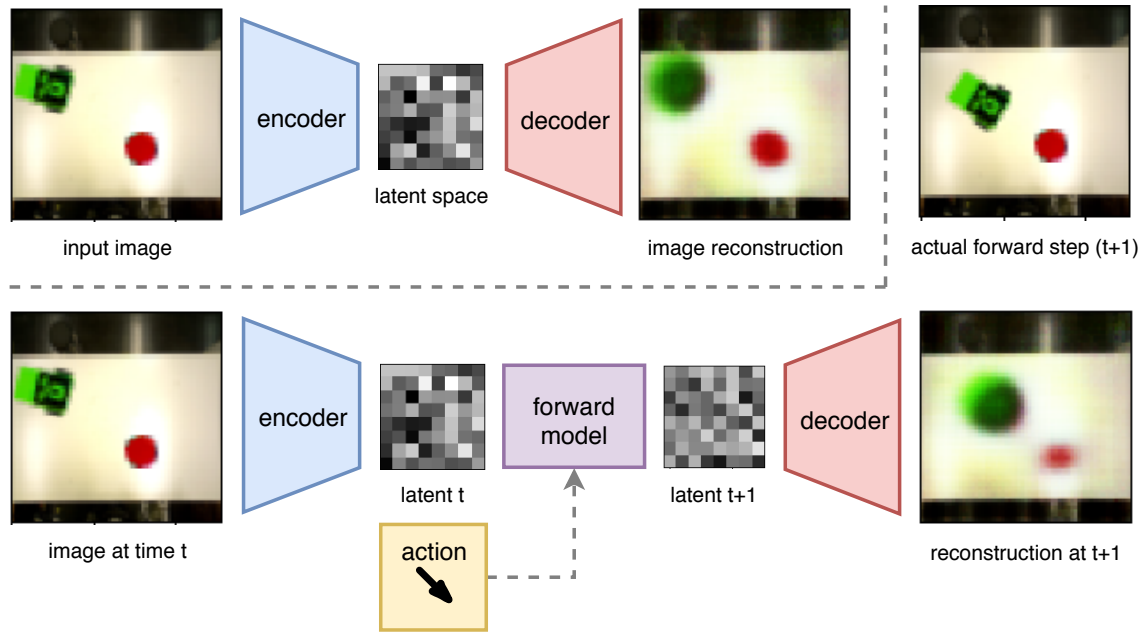 encoder
decoder
latent space
input image
image reconstruction
actual forward step (t+1)
encoder
forward
model
decoder
latent t
latent t+1
image at time t
action
reconstruction at t+1